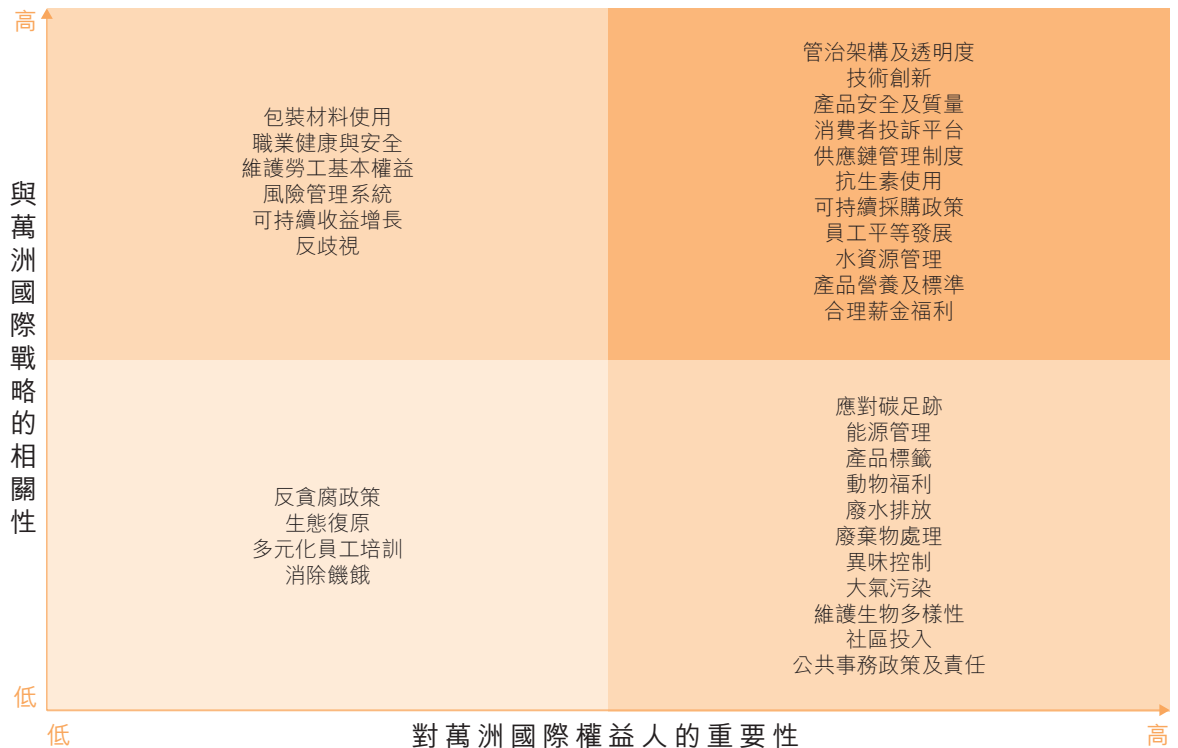 高
與萬洲國際戰略的相關性
包裝材料使用
職業健康與安全
維護勞工基本權益
風險管理系統
可持續收益增長
反歧視
管治架構及透明度
技術創新
產品安全及質量
消費者投訴平台
供應鏈管理制度
抗生素使用
可持續採購政策
員工平等發展
水資源管理
產品營養及標準
合理薪金福利
反貪腐政策
生態復原
多元化員工培訓
消除饑餓
應對碳足跡
能源管理
產品標籤
動物福利
廢水排放
廢棄物處理
異味控制
大氣污染
維護生物多樣性
社區投入
公共事務政策及責任
低
低
對萬洲國際權益人的重要性
高